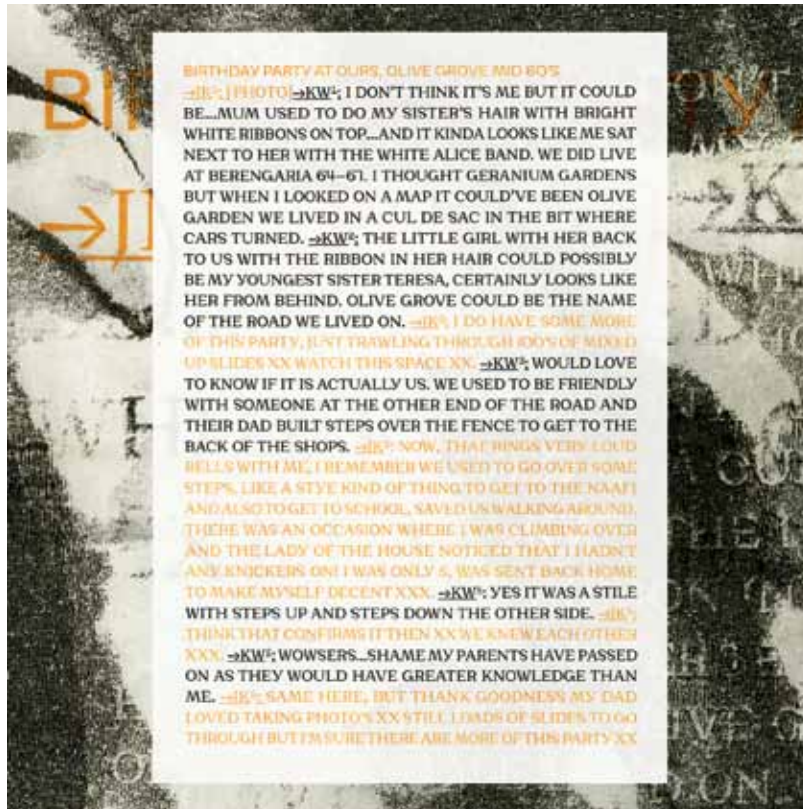 BIRTHDAY PARTY AT OURS, OLIVE GROVE MID 60'S
→JK¹: [PHOTO] →KW¹: I DON'T THINK IT'S ME BUT IT COULD
BE...MUM USED TO DO MY SISTER'S HAIR WITH BRIGHT
WHITE RIBBONS ON TOP...AND IT KINDA LOOKS LIKE ME SAT
NEXT TO HER WITH THE WHITE ALICE BAND. WE DID LIVE
AT BERENGARIA 64–67. I THOUGHT GERANIUM GARDENS
BUT WHEN I LOOKED ON A MAP IT COULD'VE BEEN OLIVE
GARDEN WE LIVED IN A CUL DE SAC IN THE BIT WHERE
CARS TURNED. →KW²: THE LITTLE GIRL WITH HER BACK
TO US WITH THE RIBBON IN HER HAIR COULD POSSIBLY
BE MY YOUNGEST SISTER TERESA, CERTAINLY LOOKS LIKE
HER FROM BEHIND. OLIVE GROVE COULD BE THE NAME
OF THE ROAD WE LIVED ON. →JK²: I DO HAVE SOME MORE
OF THIS PARTY, JUST TRAWLING THROUGH 100'S OF MIXED
UP SLIDES XX WATCH THIS SPACE XX. →KW³: WOULD LOVE
TO KNOW IF IT IS ACTUALLY US. WE USED TO BE FRIENDLY
WITH SOMEONE AT THE OTHER END OF THE ROAD AND
THEIR DAD BUILT STEPS OVER THE FENCE TO GET TO THE
BACK OF THE SHOPS. →JK³: NOW, THAT RINGS VERY LOUD
BELLS WITH ME, I REMEMBER WE USED TO GO OVER SOME
STEPS, LIKE A STYE KIND OF THING TO GET TO THE NAAFI
AND ALSO TO GET TO SCHOOL, SAVED US WALKING AROUND.
THERE WAS AN OCCASION WHERE I WAS CLIMBING OVER
AND THE LADY OF THE HOUSE NOTICED THAT I HADN'T
ANY KNICKERS ON! I WAS ONLY 5, WAS SENT BACK HOME
TO MAKE MYSELF DECENT XXX. →KW⁴: YES IT WAS A STILE
WITH STEPS UP AND STEPS DOWN THE OTHER SIDE. →JK⁴:
THINK THAT CONFIRMS IT THEN XX WE KNEW EACH OTHER
XXX. →KW⁵: WOWSERS...SHAME MY PARENTS HAVE PASSED
ON AS THEY WOULD HAVE GREATER KNOWLEDGE THAN
ME. →JK⁵: SAME HERE, BUT THANK GOODNESS MY DAD
LOVED TAKING PHOTO'S XX STILL LOADS OF SLIDES TO GO
THROUGH BUT I'M SURE THERE ARE MORE OF THIS PARTY XX